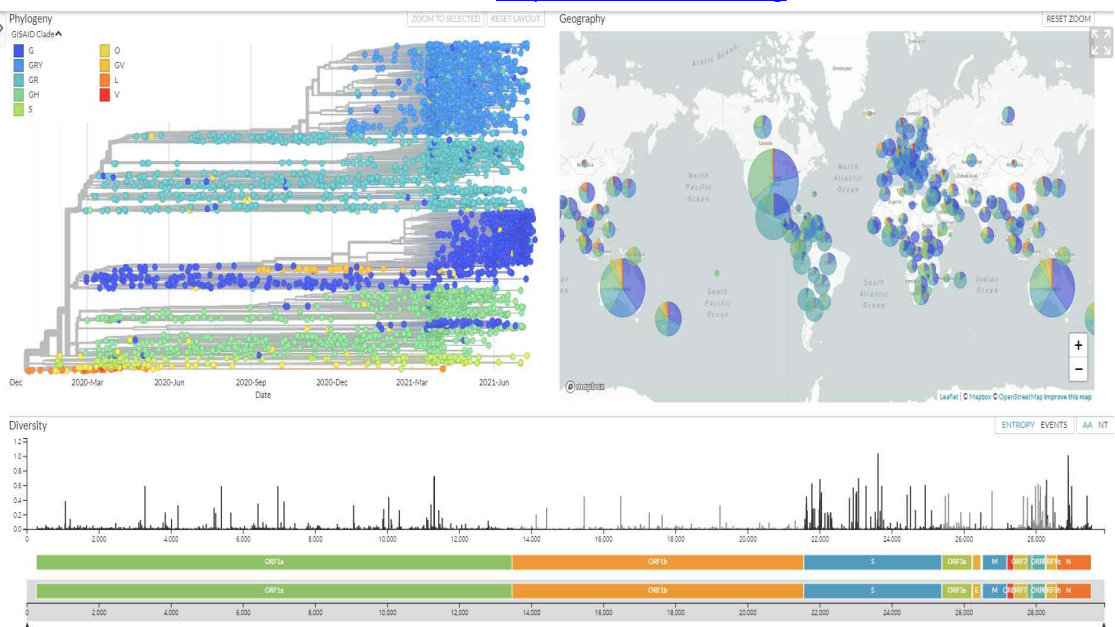 Phylogeny
ZOOM TO SELECTED
RESET LAYOUT
GISAID Clade
G
GRY
GR
GH
S
O
GV
L
V
-Dec
2020-Mar
2020-Jun
2020-Sep
2020-Dec
2021-Mar
2021-Jun
Date
Geography
RESET ZOOM
Arctic Ocean
Greenland
Canada
North
Pacific
Ocean
North
Atlantic
Ocean
South
Pacific
Ocean
South
Atlantic
Ocean
Indian
Ocean
+
−
mapbox
Leaflet | © Mapbox © OpenStreetMap Improve this map
Diversity
ENTROPY EVENTS
AA NT
1.2
1.0
0.8
0.6
0.4
0.2
0.0
0 2,000 4,000 6,000 8,000 10,000 12,000 14,000 16,000 18,000 20,000 22,000 24,000 26,000 28,000
ORF1a ORF1b S ORF3a M ORF7 N
ORF1a ORF1b S ORF3a E M ORF7 N
0 2,000 4,000 6,000 8,000 10,000 12,000 14,000 16,000 18,000 20,000 22,000 24,000 26,000 28,000